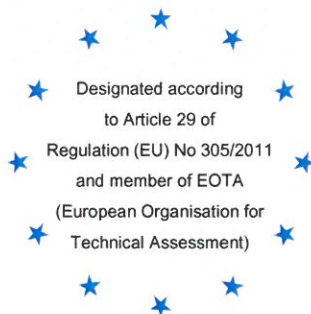 Designated according
to Article 29 of
Regulation (EU) No 305/2011
and member of EOTA
(European Organisation for
Technical Assessment)